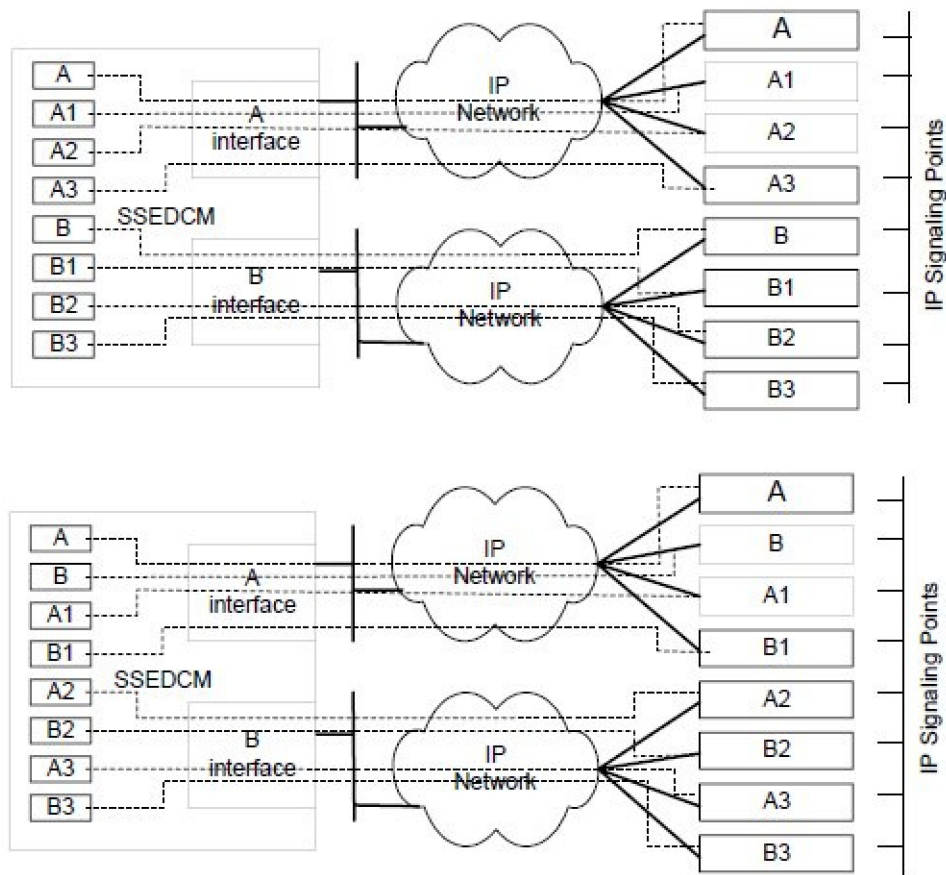 A
A1
A2
A3
SSEDCM
B
B1
B2
B3
A
interface
B
interface
IP
Network
IP
Network
A
A1
A2
A3
B
B1
B2
B3
IP Signaling Points
A
B
A1
B1
SSEDCM
A2
B2
A3
B3
A
interface
B
interface
IP
Network
IP
Network
A
B
A1
B1
A2
B2
A3
B3
IP Signaling Points